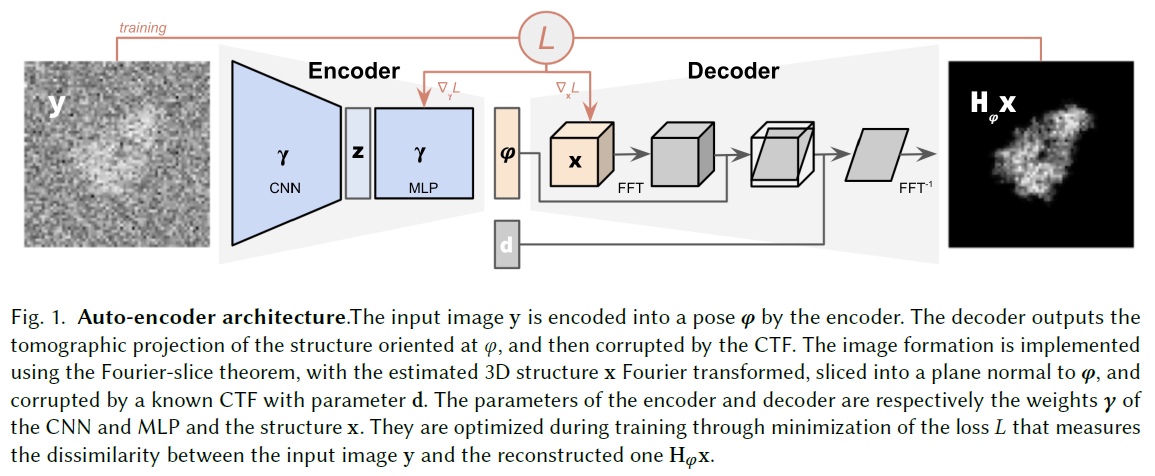 training
L
Encoder
Decoder
∇γL
∇xL
y
γ
CNN
z
γ
MLP
φ
x
FFT
FFT-1
d
Hφx
Fig. 1. Auto-encoder architecture.The input image y is encoded into a pose φ by the encoder. The decoder outputs the
tomographic projection of the structure oriented at φ, and then corrupted by the CTF. The image formation is implemented
using the Fourier-slice theorem, with the estimated 3D structure x Fourier transformed, sliced into a plane normal to φ, and
corrupted by a known CTF with parameter d. The parameters of the encoder and decoder are respectively the weights γ of
the CNN and MLP and the structure x. They are optimized during training through minimization of the loss L that measures
the dissimilarity between the input image y and the reconstructed one Hφx.